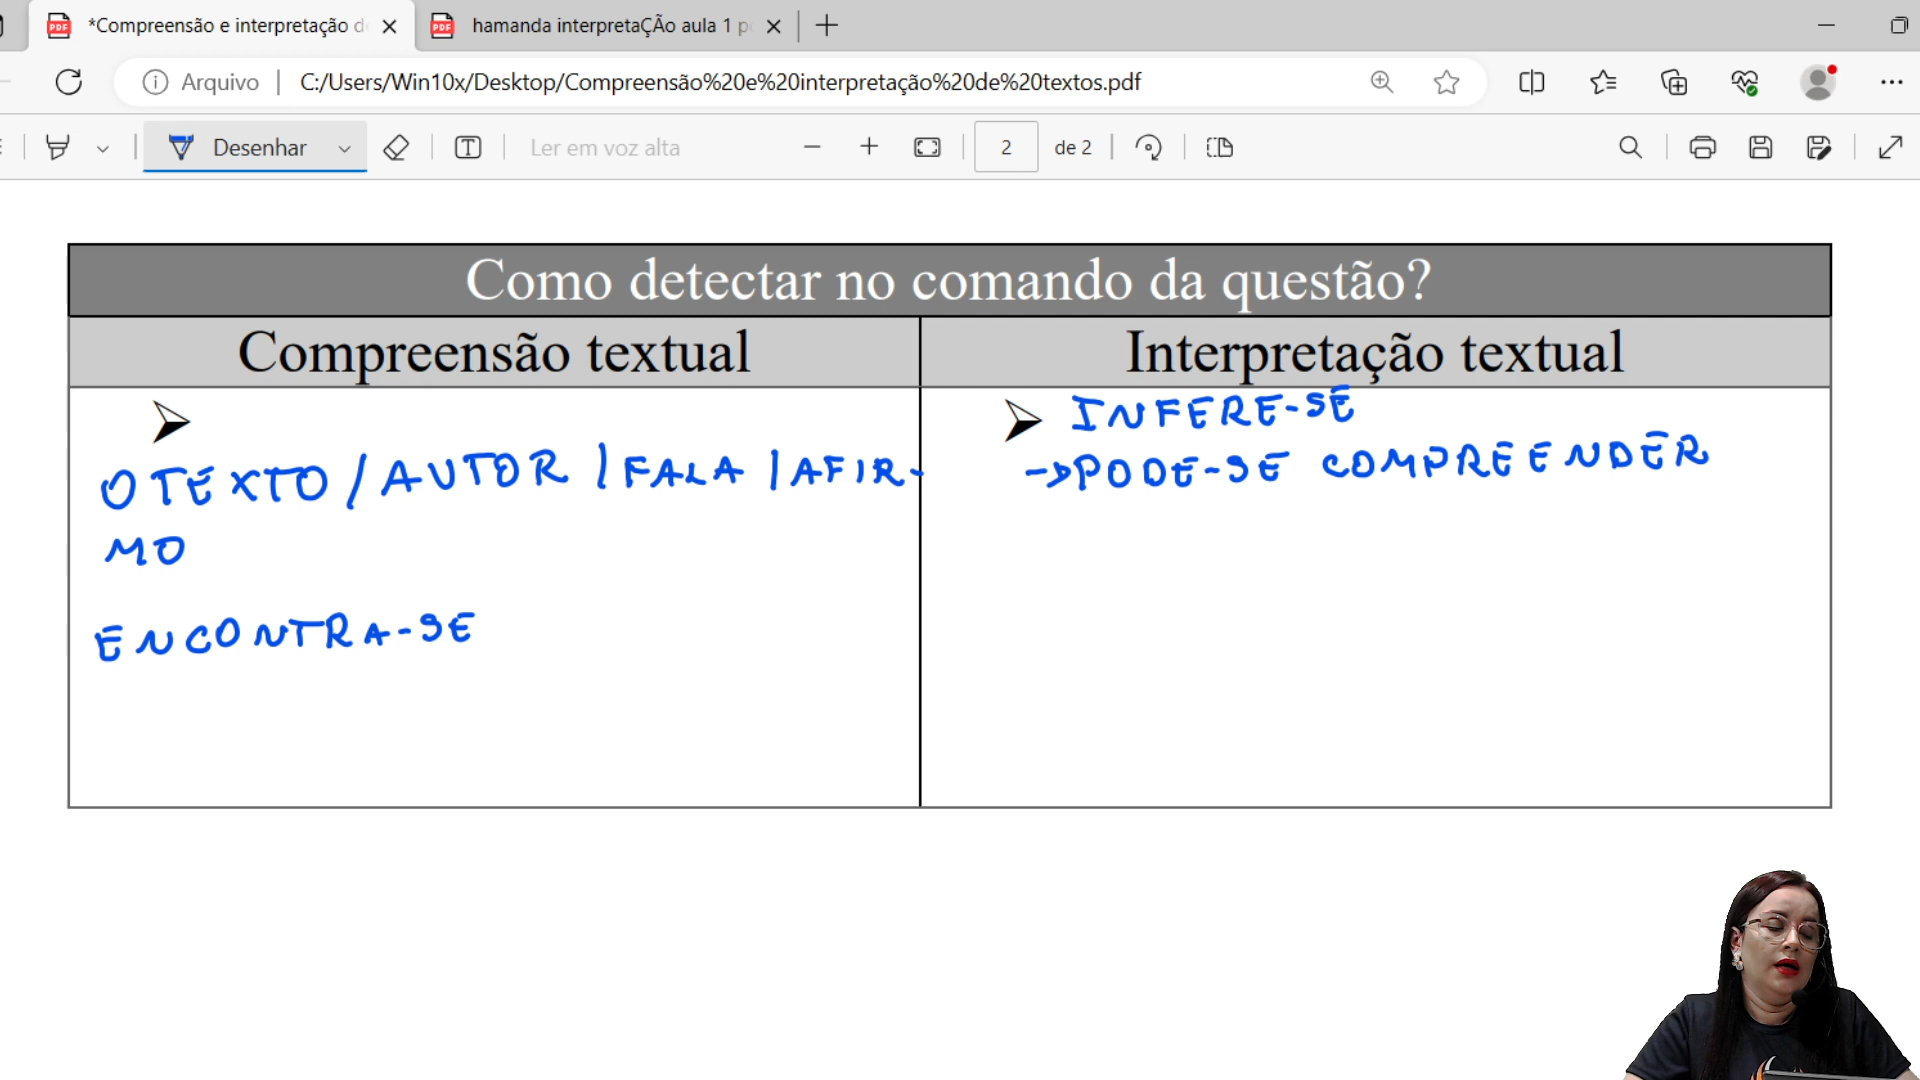 *Compreensão e interpretação d
hamanda interpretaÇÃo aula 1 p
Arquivo
C:/Users/Win10x/Desktop/Compreensão%20e%20interpretação%20de%20textos.pdf
Desenhar
Ler em voz alta
2
de 2
Como detectar no comando da questão?
Compreensão textual
Interpretação textual
O TEXTO / AUTOR / FALA / AFIR-
MO
ENCONTRA-SE
INFERE-SE
→PODE-SE COMPREENDER